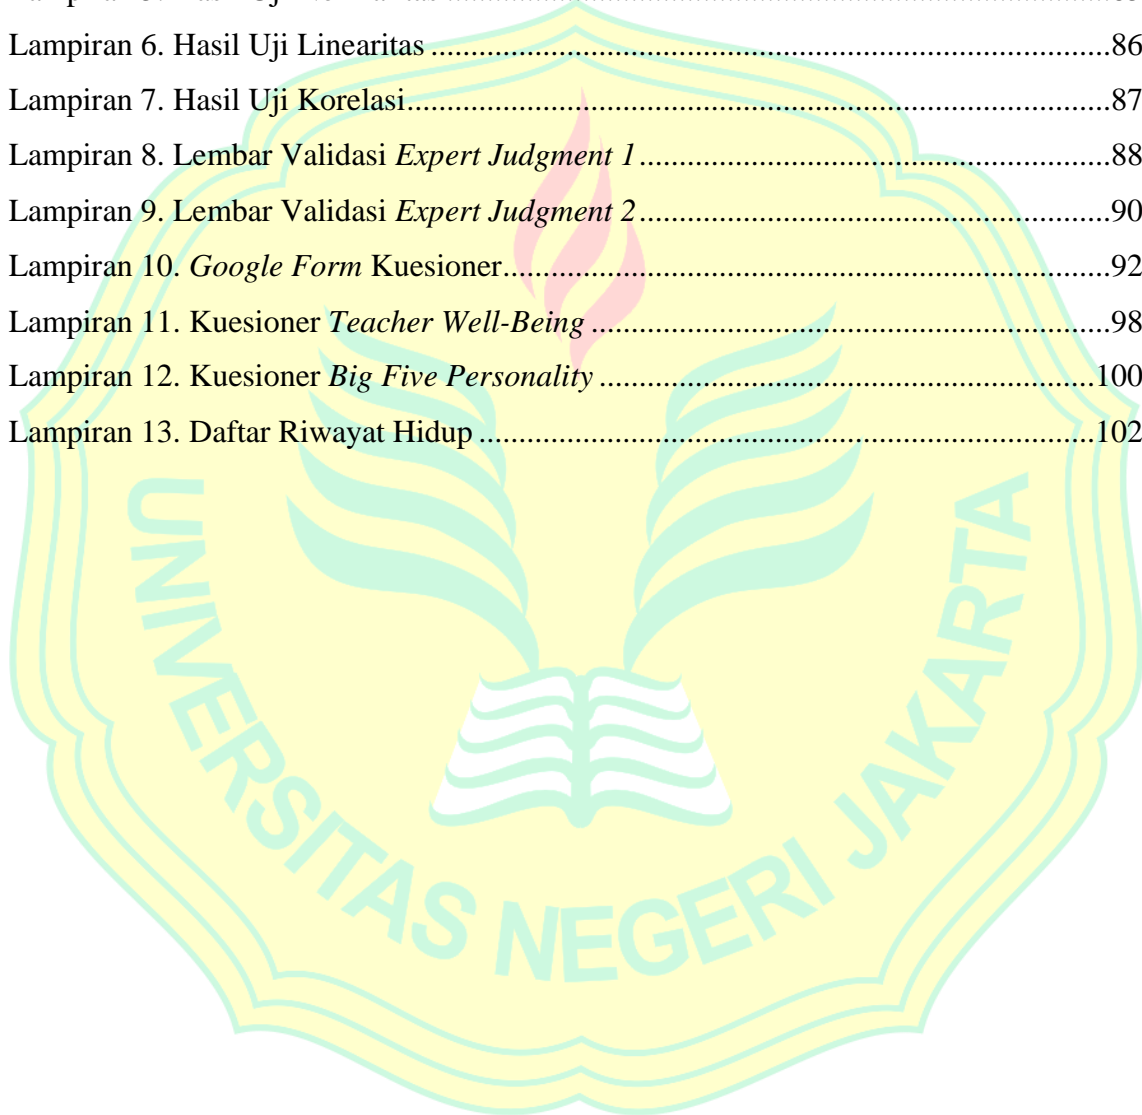 Lampiran 6. Hasil Uji Linearitas ........................................................................................86
Lampiran 7. Hasil Uji Korelasi...........................................................................................87
Lampiran 8. Lembar Validasi Expert Judgment 1 ............................................................88
Lampiran 9. Lembar Validasi Expert Judgment 2 ............................................................90
Lampiran 10. Google Form Kuesioner..............................................................................92
Lampiran 11. Kuesioner Teacher Well-Being ..................................................................98
Lampiran 12. Kuesioner Big Five Personality ................................................................100
Lampiran 13. Daftar Riwayat Hidup ...............................................................................102
UNIVERSITAS NEGERI JAKARTA